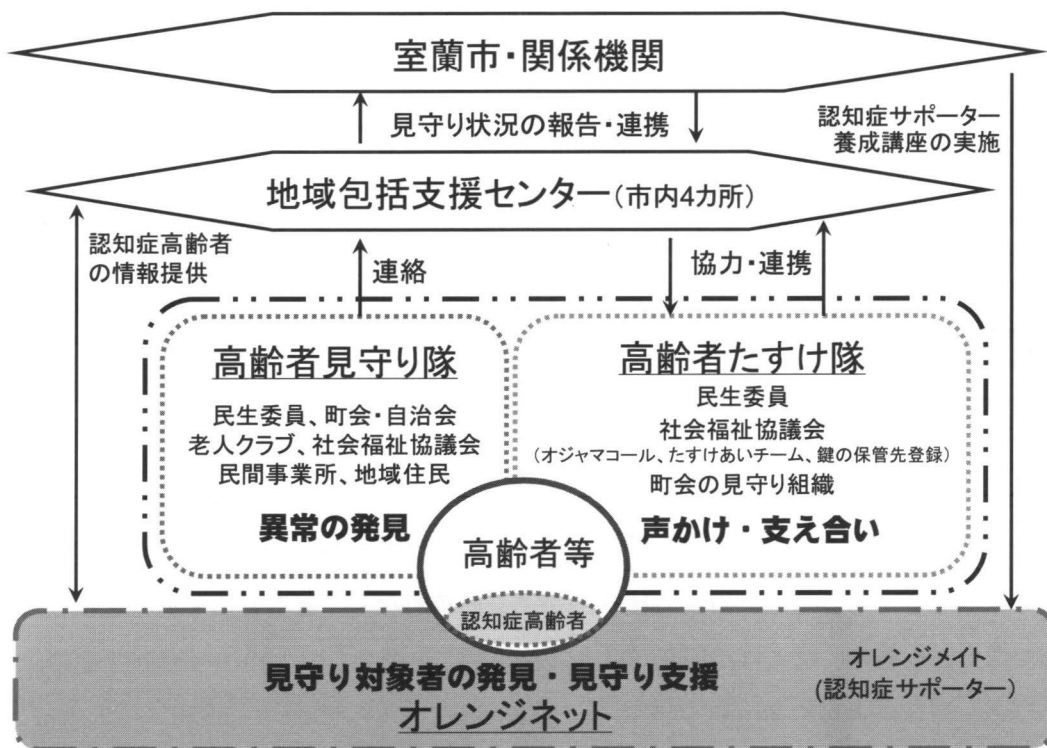 室蘭市・関係機関
見守り状況の報告・連携
認知症サポーター
養成講座の実施
地域包括支援センター(市内4カ所)
認知症高齢者
の情報提供
連絡
協力・連携
高齢者見守り隊
民生委員、町会・自治会
老人クラブ、社会福祉協議会
民間事業所、地域住民
異常の発見
高齢者たすけ隊
民生委員
社会福祉協議会
(オジャマコール、たすけあいチーム、鍵の保管先登録)
町会の見守り組織
声かけ・支え合い
高齢者等
認知症高齢者
見守り対象者の発見・見守り支援
オレンジネット
オレンジメイト
(認知症サポーター)